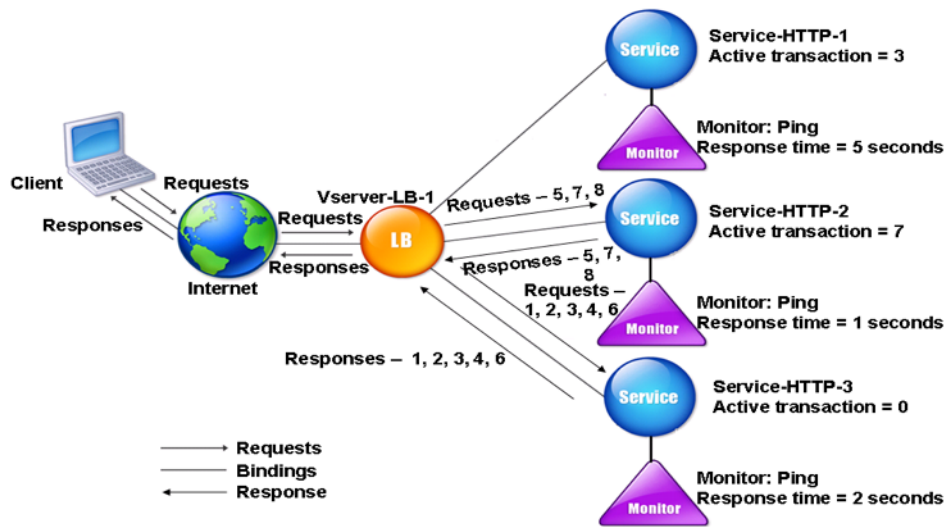 Service
Service-HTTP-1
Active transaction = 3
Monitor
Monitor: Ping
Response time = 5 seconds
Client
Requests
Responses
Internet
Requests
Responses
Vserver-LB-1
LB
Requests – 5, 7, 8
Responses – 5, 7,
8
Service
Service-HTTP-2
Active transaction = 7
Requests –
1, 2, 3, 4, 6
Monitor
Monitor: Ping
Response time = 1 seconds
Responses – 1, 2, 3, 4, 6
Service
Service-HTTP-3
Active transaction = 0
Monitor
Monitor: Ping
Response time = 2 seconds
Requests
Bindings
Response